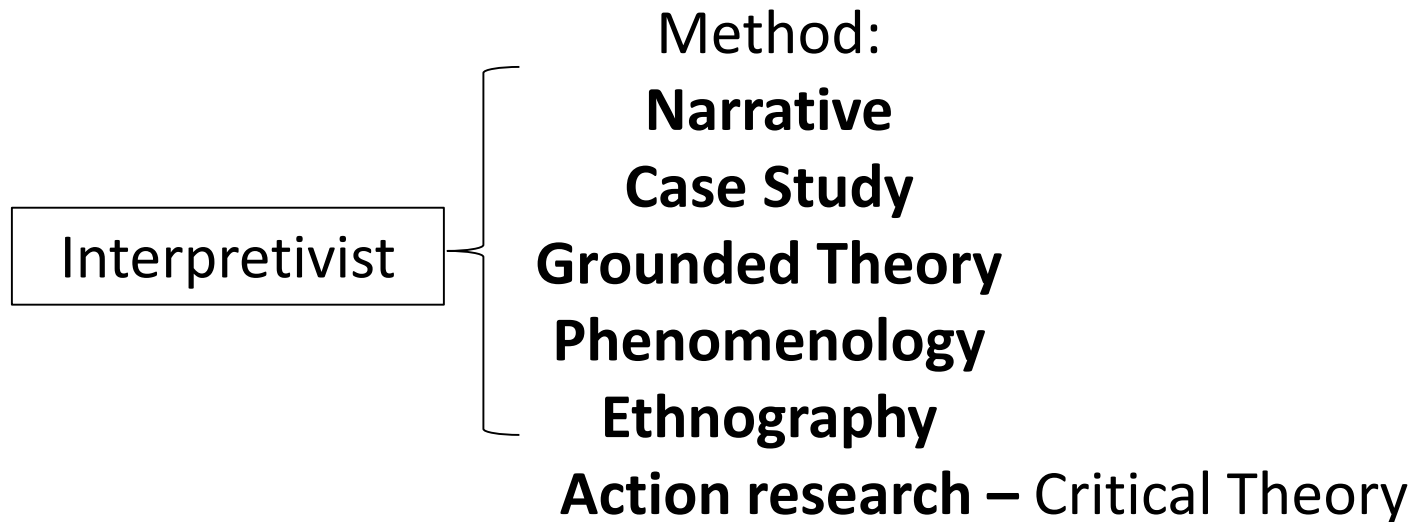 Method:
Narrative
Case Study
Interpretivist
Grounded Theory
Phenomenology
Ethnography
Action research – Critical Theory